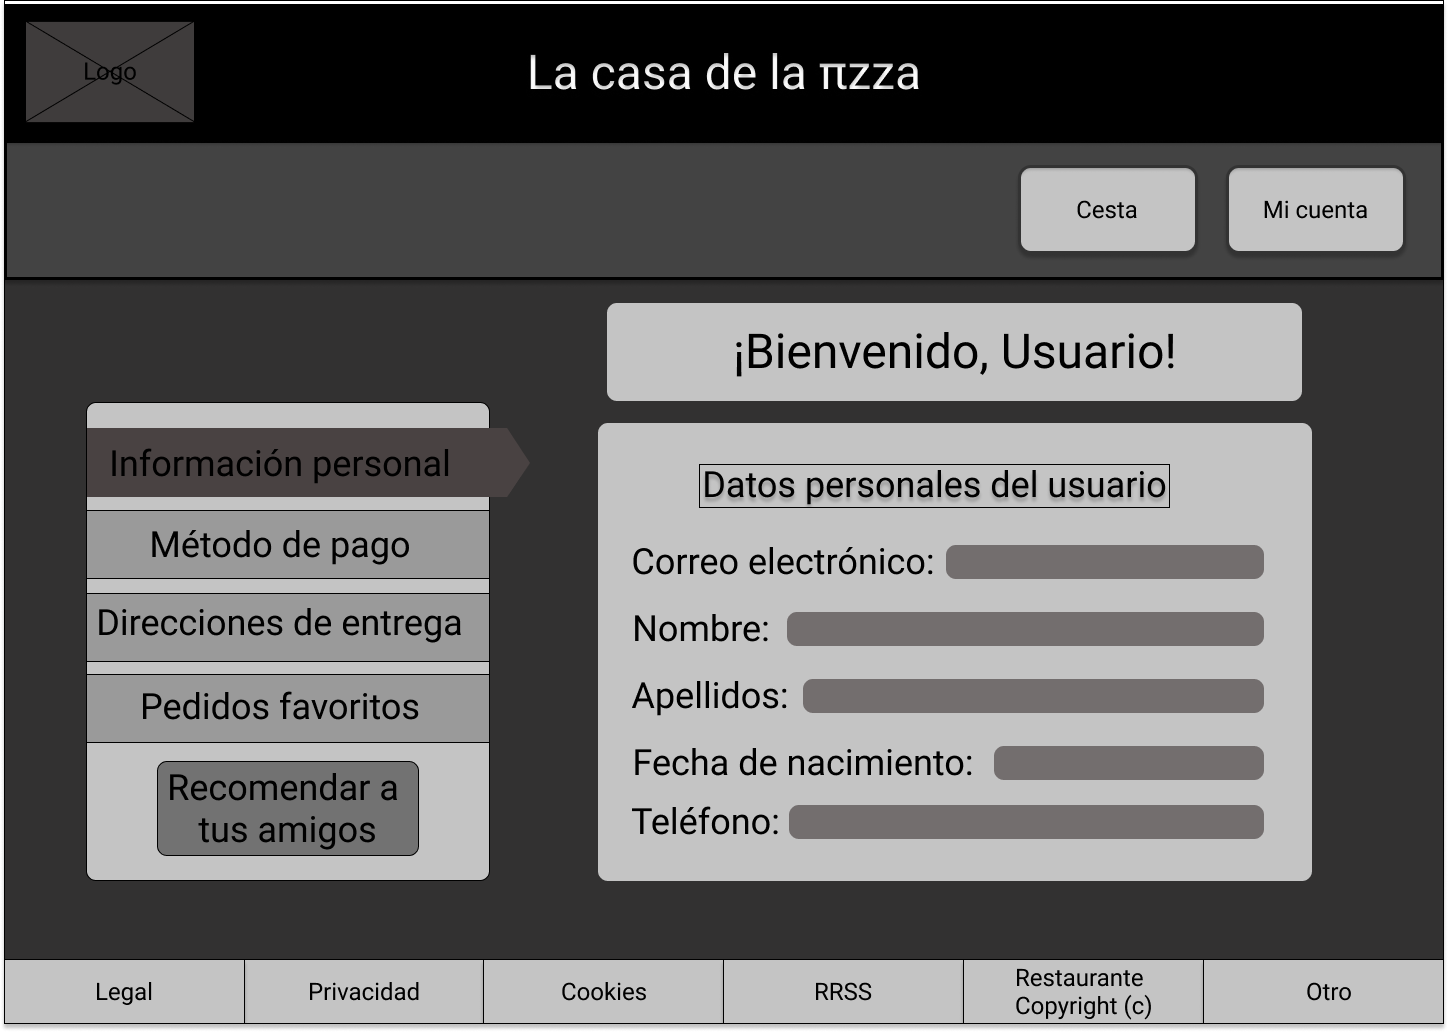 Logo
La casa de la πzza
Cesta
Mi cuenta
¡Bienvenido, Usuario!
Información personal
Método de pago
Direcciones de entrega
Pedidos favoritos
Recomendar a
tus amigos
Datos personales del usuario
Correo electrónico:
Nombre:
Apellidos:
Fecha de nacimiento:
Teléfono:
Legal
Privacidad
Cookies
RRSS
Restaurante
Copyright (c)
Otro